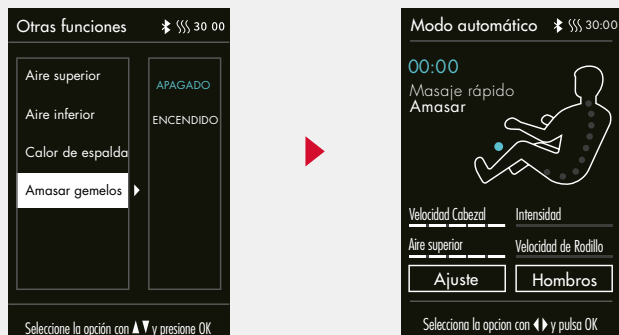 Otras funciones 30 00
Aire superior
Aire inferior
Calor de espalda
Amasar gemelos
APAGADO
ENCENDIDO
Seleccione la opción con y presione OK
Modo automático 30:00
00:00
Masaje rápido
Amasar
Velocidad Cabezal Intensidad
Aire superior Velocidad de Rodillo
Ajuste Hombros
Selecciona la opcion con y pulsa OK